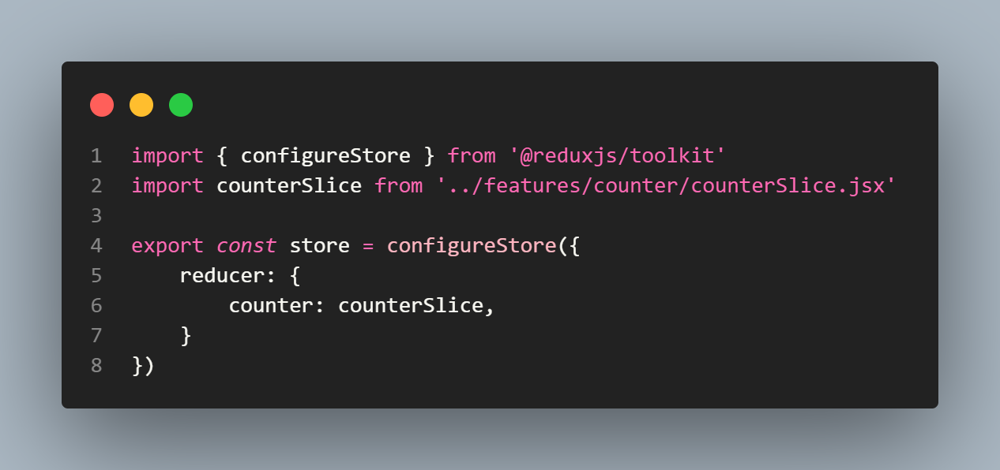 1 import { configureStore } from '@reduxjs/toolkit'
2 import counterSlice from '../features/counter/counterSlice.jsx'
3
4 export const store = configureStore({
5     reducer: {
6         counter: counterSlice,
7     }
8 })